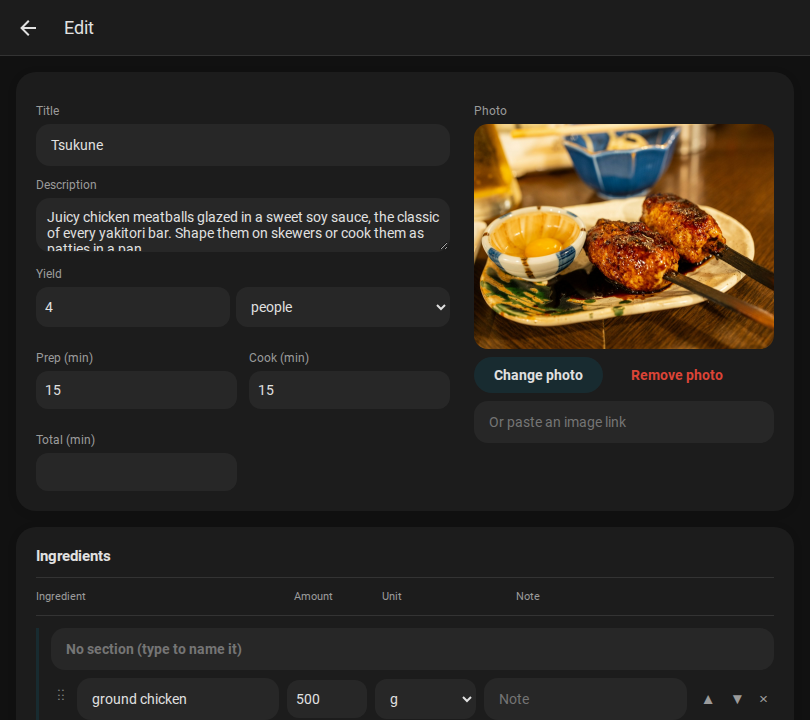 Edit
Title
Tsukune
Description
Juicy chicken meatballs glazed in a sweet soy sauce, the classic
of every yakitori bar. Shape them on skewers or cook them as
patties in a pan
Yield
4
people
Prep (min)
Cook (min)
15
15
Total (min)
Photo
Change photo
Remove photo
Or paste an image link
Ingredients
Ingredient
Amount
Unit
Note
No section (type to name it)
ground chicken
500
g
Note